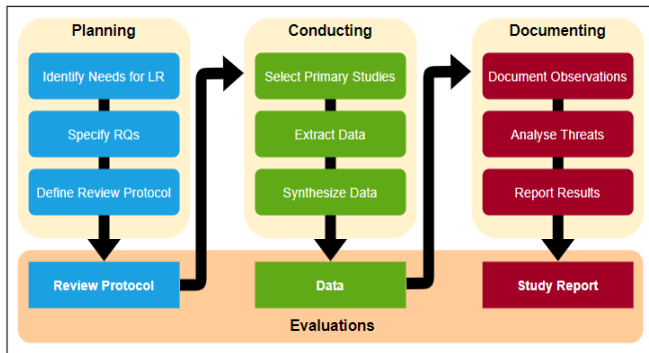 Planning
Identify Needs for LR
Specify RQs
Define Review Protocol
Review Protocol
Conducting
Select Primary Studies
Extract Data
Synthesize Data
Data
Documenting
Document Observations
Analyse Threats
Report Results
Study Report
Evaluations